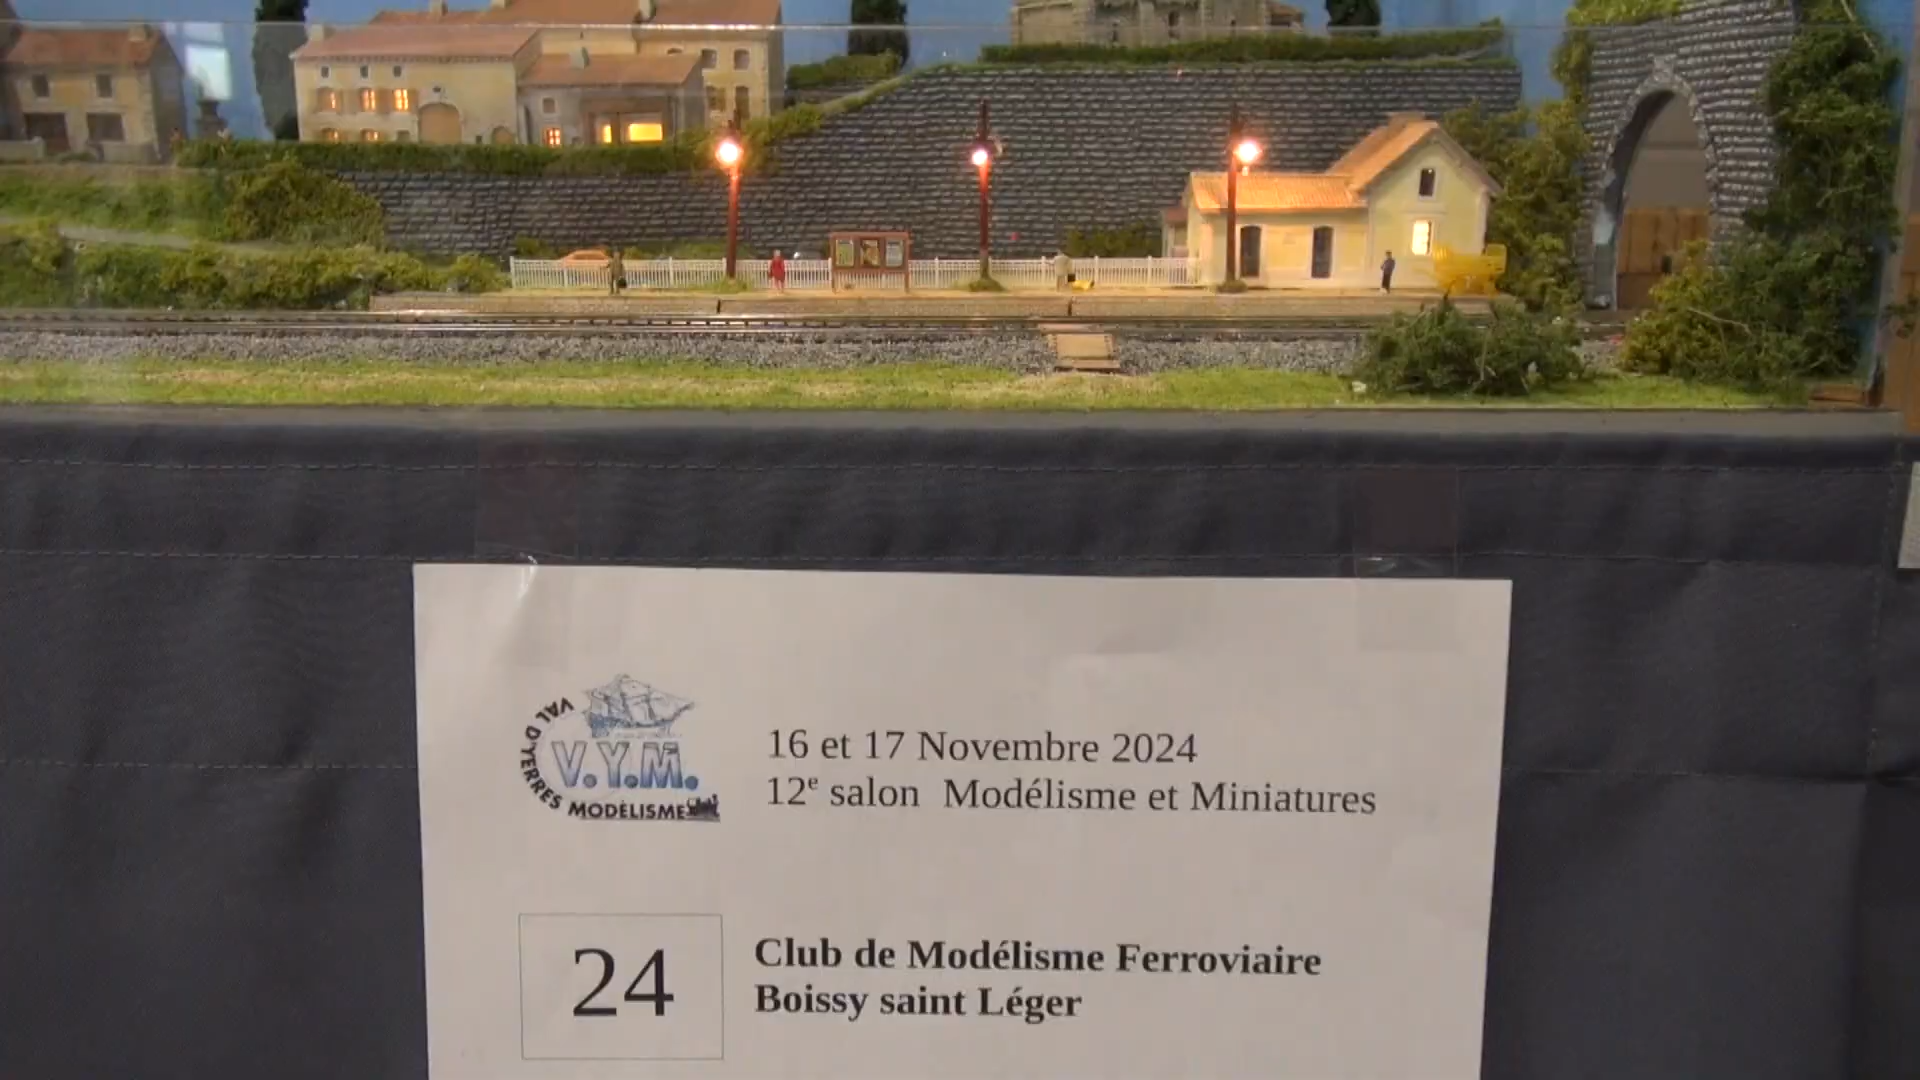 VAL D'YERRES
V.Y.M.
MODÈLISME
16 et 17 Novembre 2024
12e salon Modélisme et Miniatures
24
Club de Modélisme Ferroviaire
Boissy saint Léger